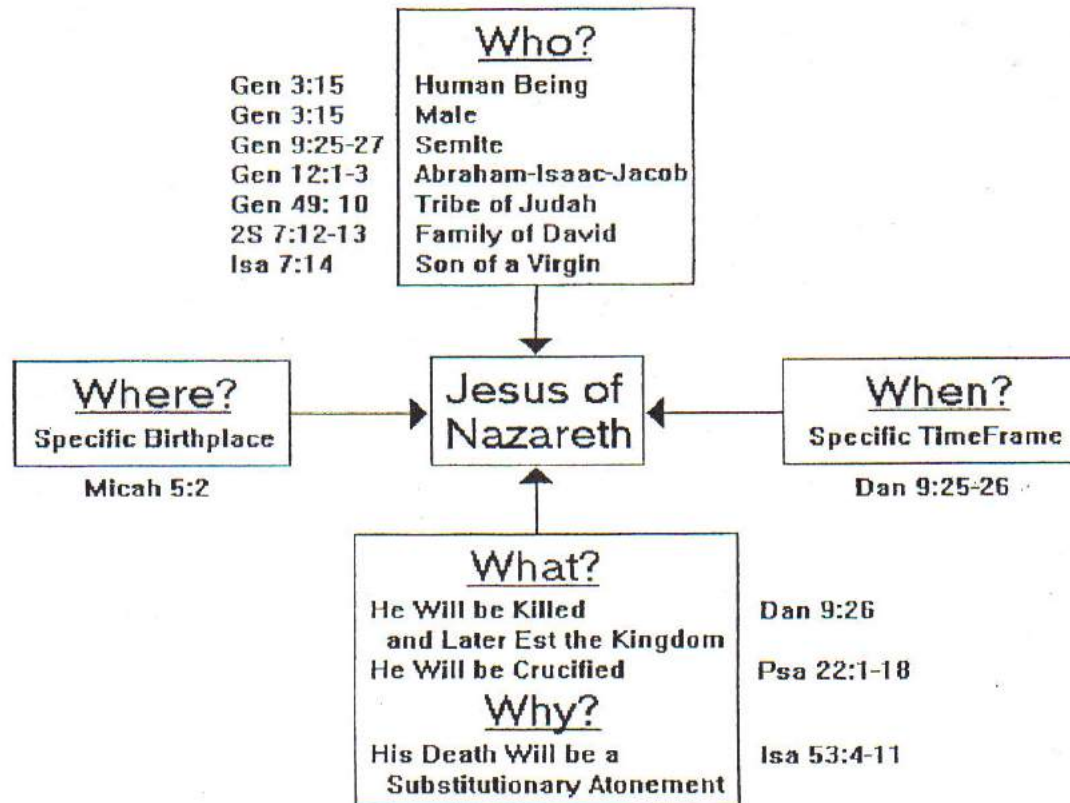 Who?
Gen 3:15 Human Being
Gen 3:15 Male
Gen 9:25-27 Semite
Gen 12:1-3 Abraham-Isaac-Jacob
Gen 49: 10 Tribe of Judah
2S 7:12-13 Family of David
Isa 7:14 Son of a Virgin
Where?
Specific Birthplace
Micah 5:2
Jesus of
Nazareth
When?
Specific TimeFrame
Dan 9:25-26
What?
He Will be Killed Dan 9:26
and Later Est the Kingdom
He Will be Crucified Psa 22:1-18
Why?
His Death Will be a Isa 53:4-11
Substitutionary Atonement